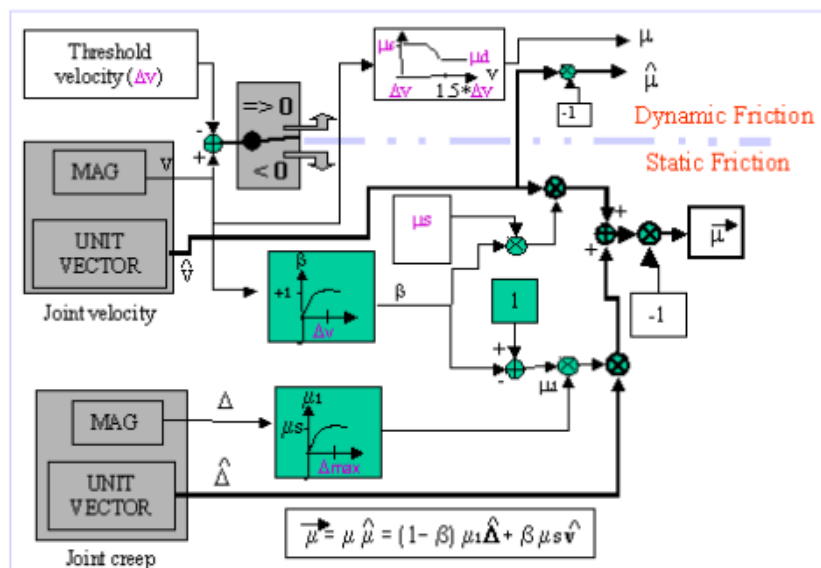 Threshold
velocity (Δv)
μs
μd
v
Δv
1.5*Δv
μ
μ̂
-1
Dynamic Friction
Static Friction
=> 0
< 0
-
+
MAG
v
UNIT
VECTOR
v̂
Joint velocity
μs
β
+1
Δv
β
1
+
-
μ1
+
+
μ⃗
-1
MAG
Δ
UNIT
VECTOR
Δ̂
Joint creep
μ1
μs
Δmax
μ⃗ = μ μ̂ = (1- β) μ1Δ̂ + β μs v̂